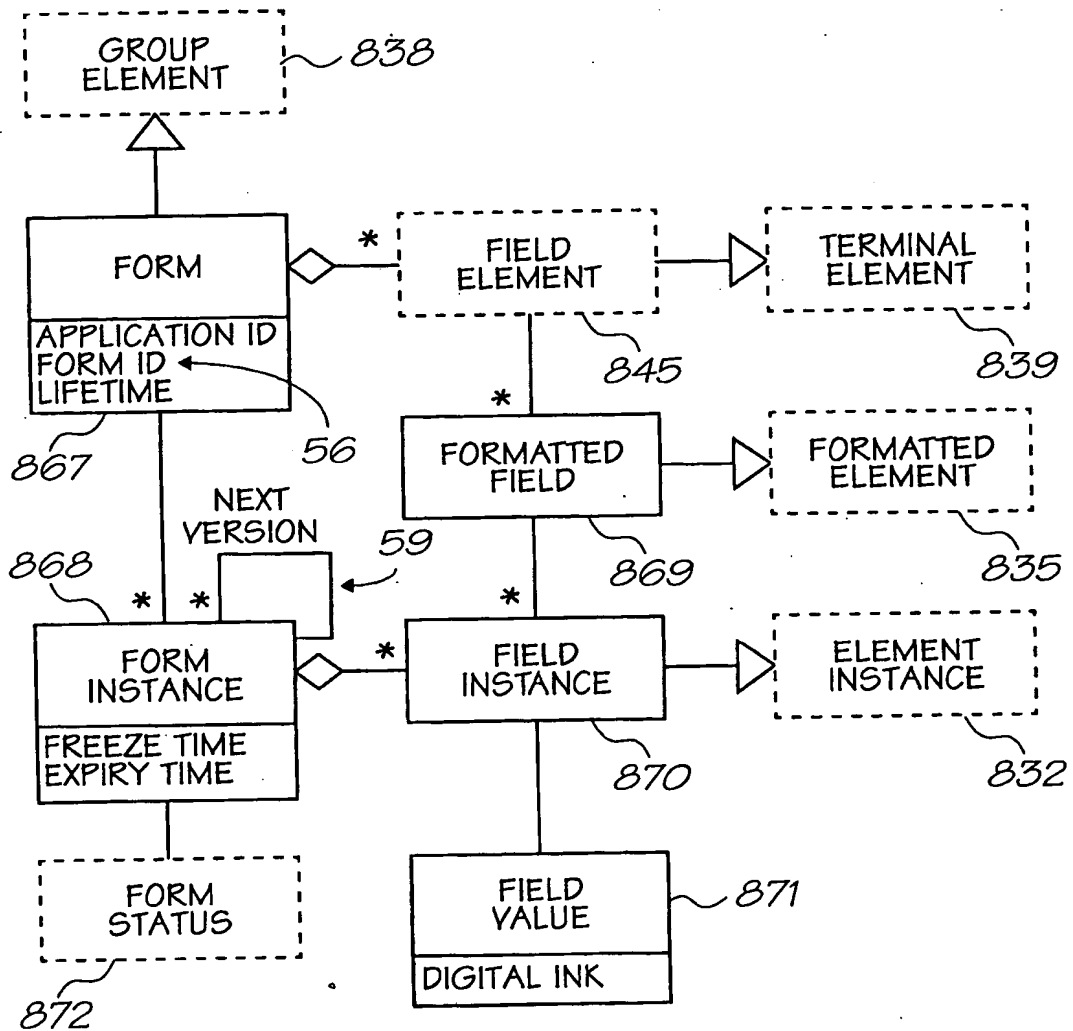 GROUP
ELEMENT
838
FORM
APPLICATION ID
FORM ID
LIFETIME
867
56
*
FIELD
ELEMENT
845
TERMINAL
ELEMENT
839
*
FORMATTED
FIELD
869
FORMATTED
ELEMENT
835
NEXT
VERSION
59
868
*
*
FORM
INSTANCE
FREEZE TIME
EXPIRY TIME
*
*
FIELD
INSTANCE
870
ELEMENT
INSTANCE
832
FORM
STATUS
872
FIELD
VALUE
DIGITAL INK
871